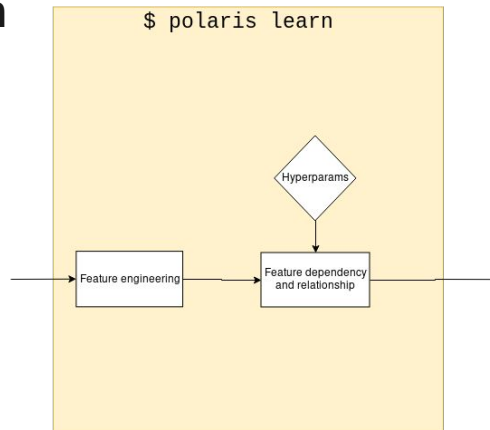 $ polaris learn
Hyperparams
Feature engineering
Feature dependency
and relationship